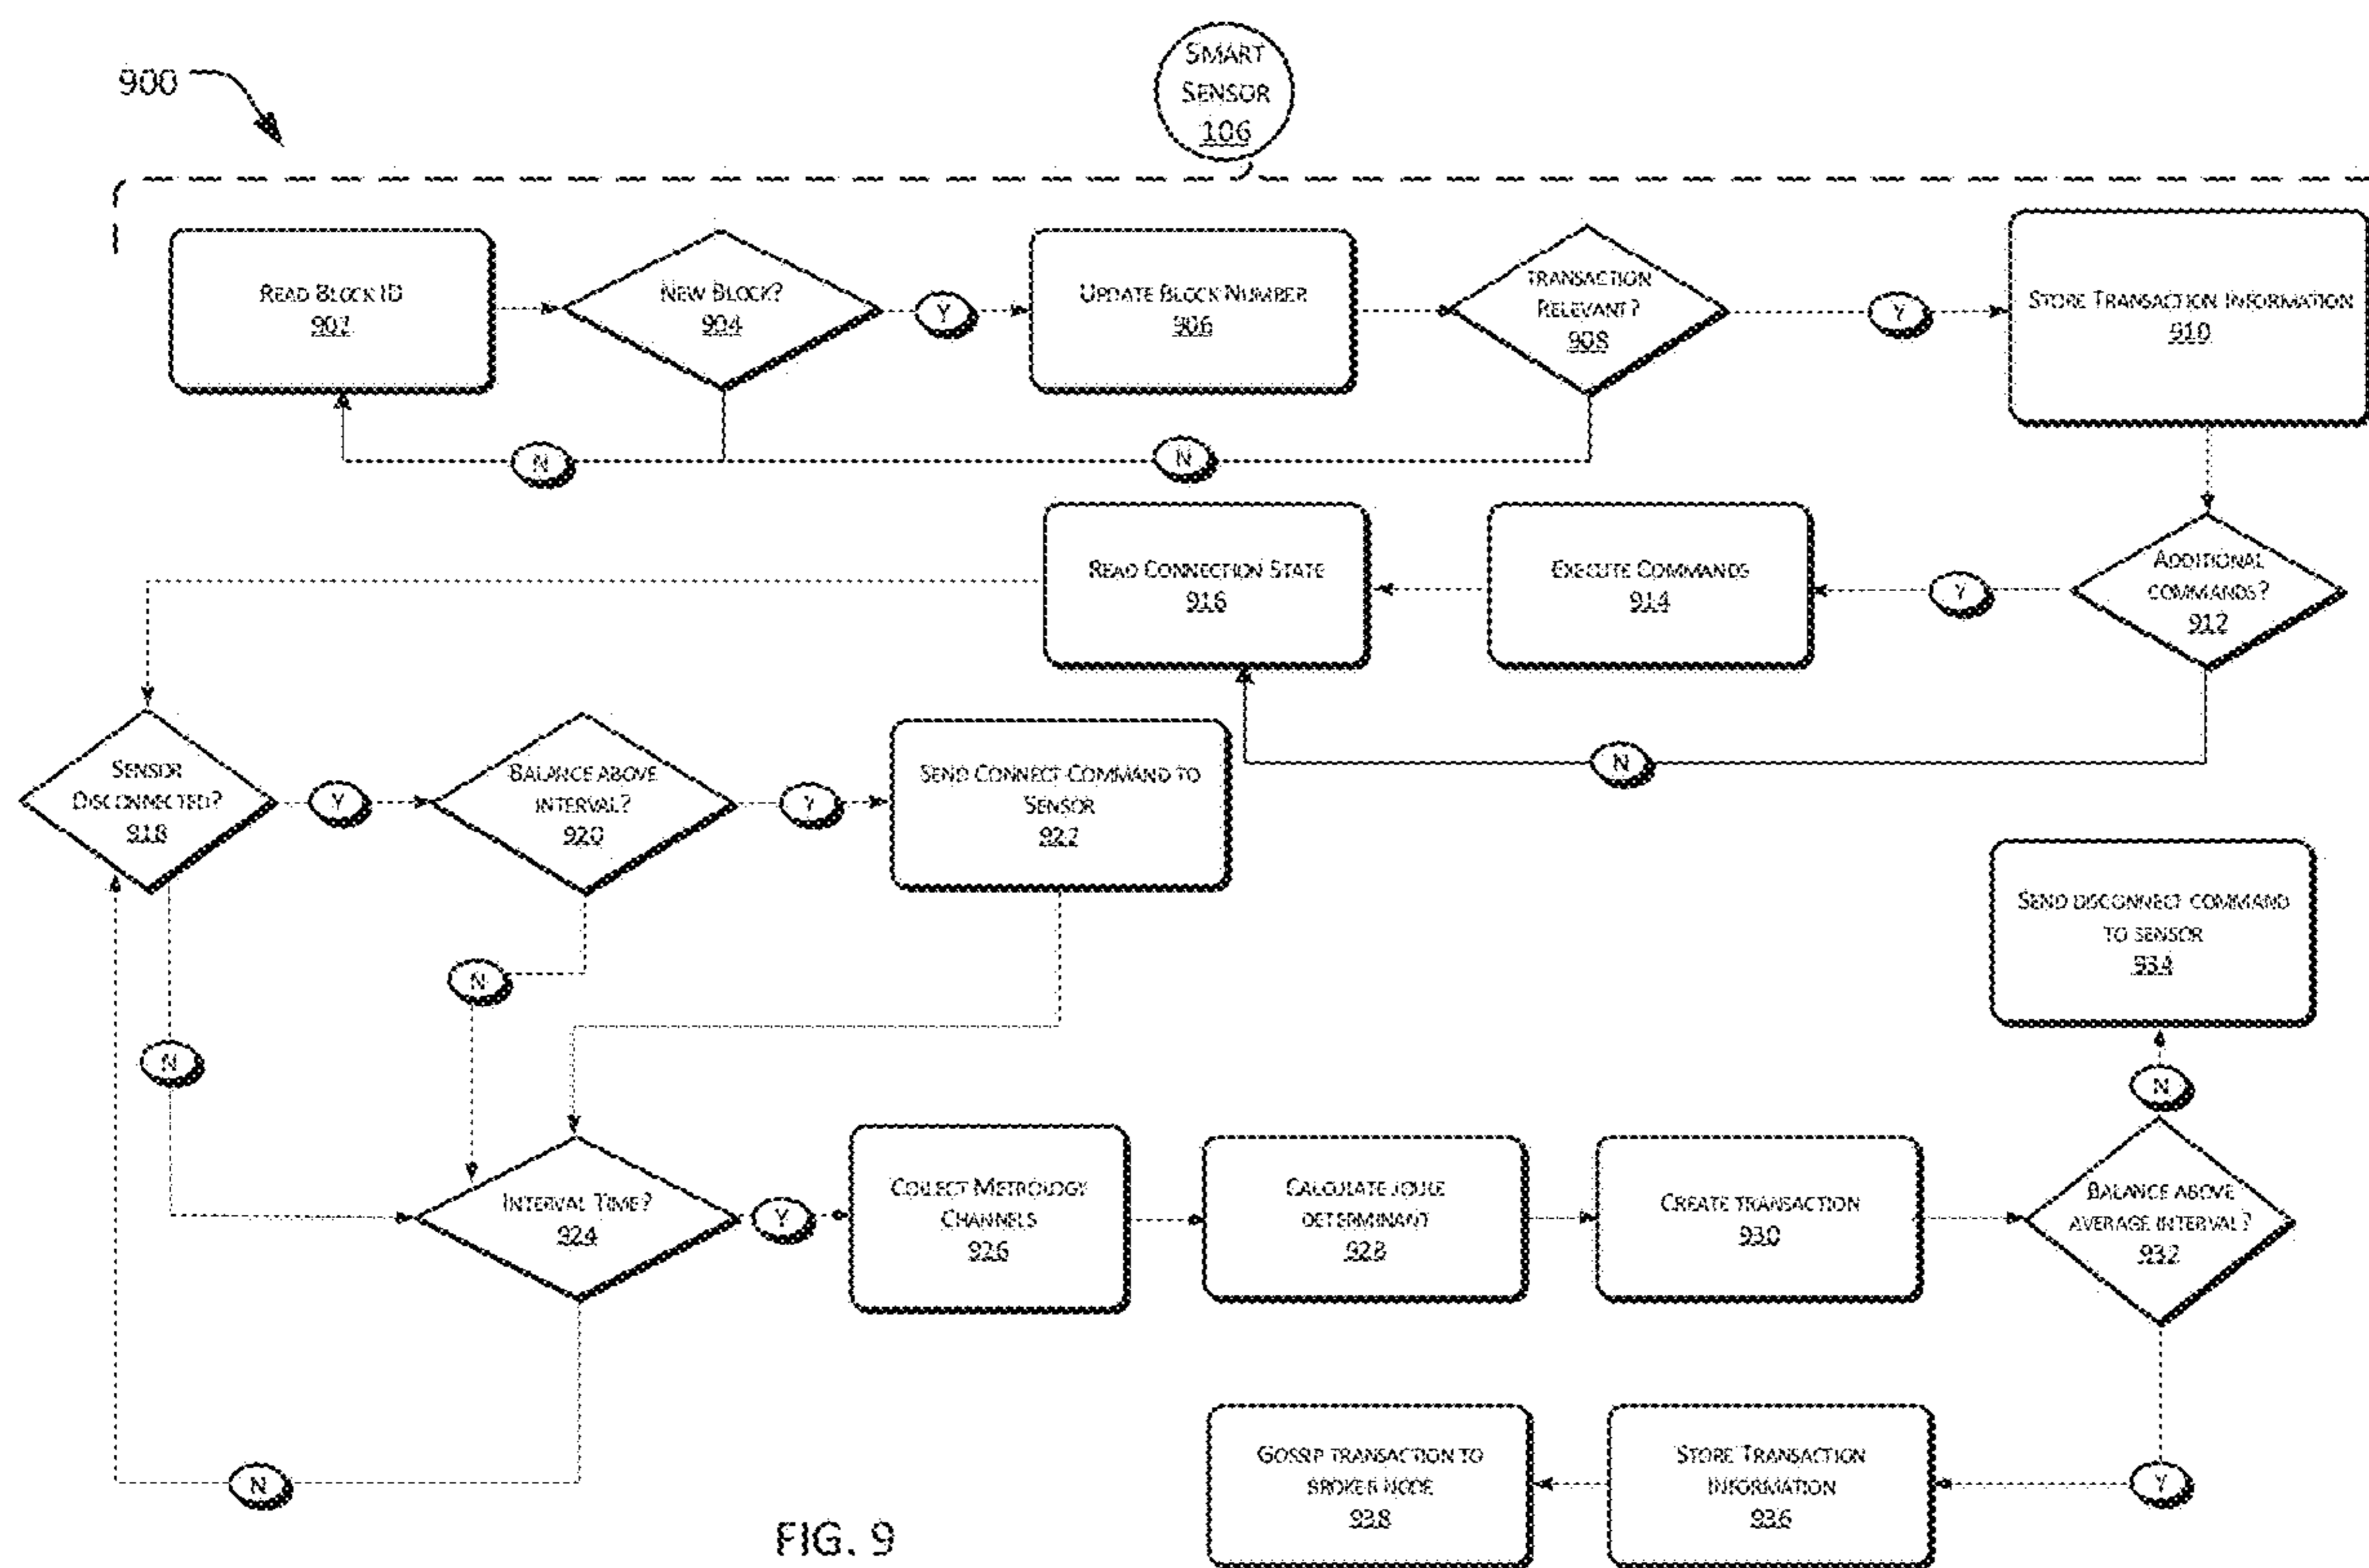 900
SMART
SENSOR
106
READ BLOCK ID
902
NEW BLOCK?
904
Y
UPDATE BLOCK NUMBER
906
TRANSACTION
RELEVANT?
908
Y
STORE TRANSACTION INFORMATION
910
N
N
READ CONNECTION STATE
916
EXECUTE COMMANDS
914
Y
ADDITIONAL
COMMANDS?
912
N
SENSOR
DISCONNECTED?
918
Y
BALANCE ABOVE
INTERVAL?
920
Y
SEND CONNECT COMMAND TO
SENSOR
922
SEND DISCONNECT COMMAND
TO SENSOR
934
N
N
N
INTERVAL TIME?
924
Y
COLLECT METROLOGY
CHANNELS
926
CALCULATE JOULE
DETERMINANT
928
CREATE TRANSACTION
930
BALANCE ABOVE
AVERAGE INTERVAL?
932
N
GOSSIP TRANSACTION TO
BROKER NODE
938
STORE TRANSACTION
INFORMATION
936
Y
FIG. 9